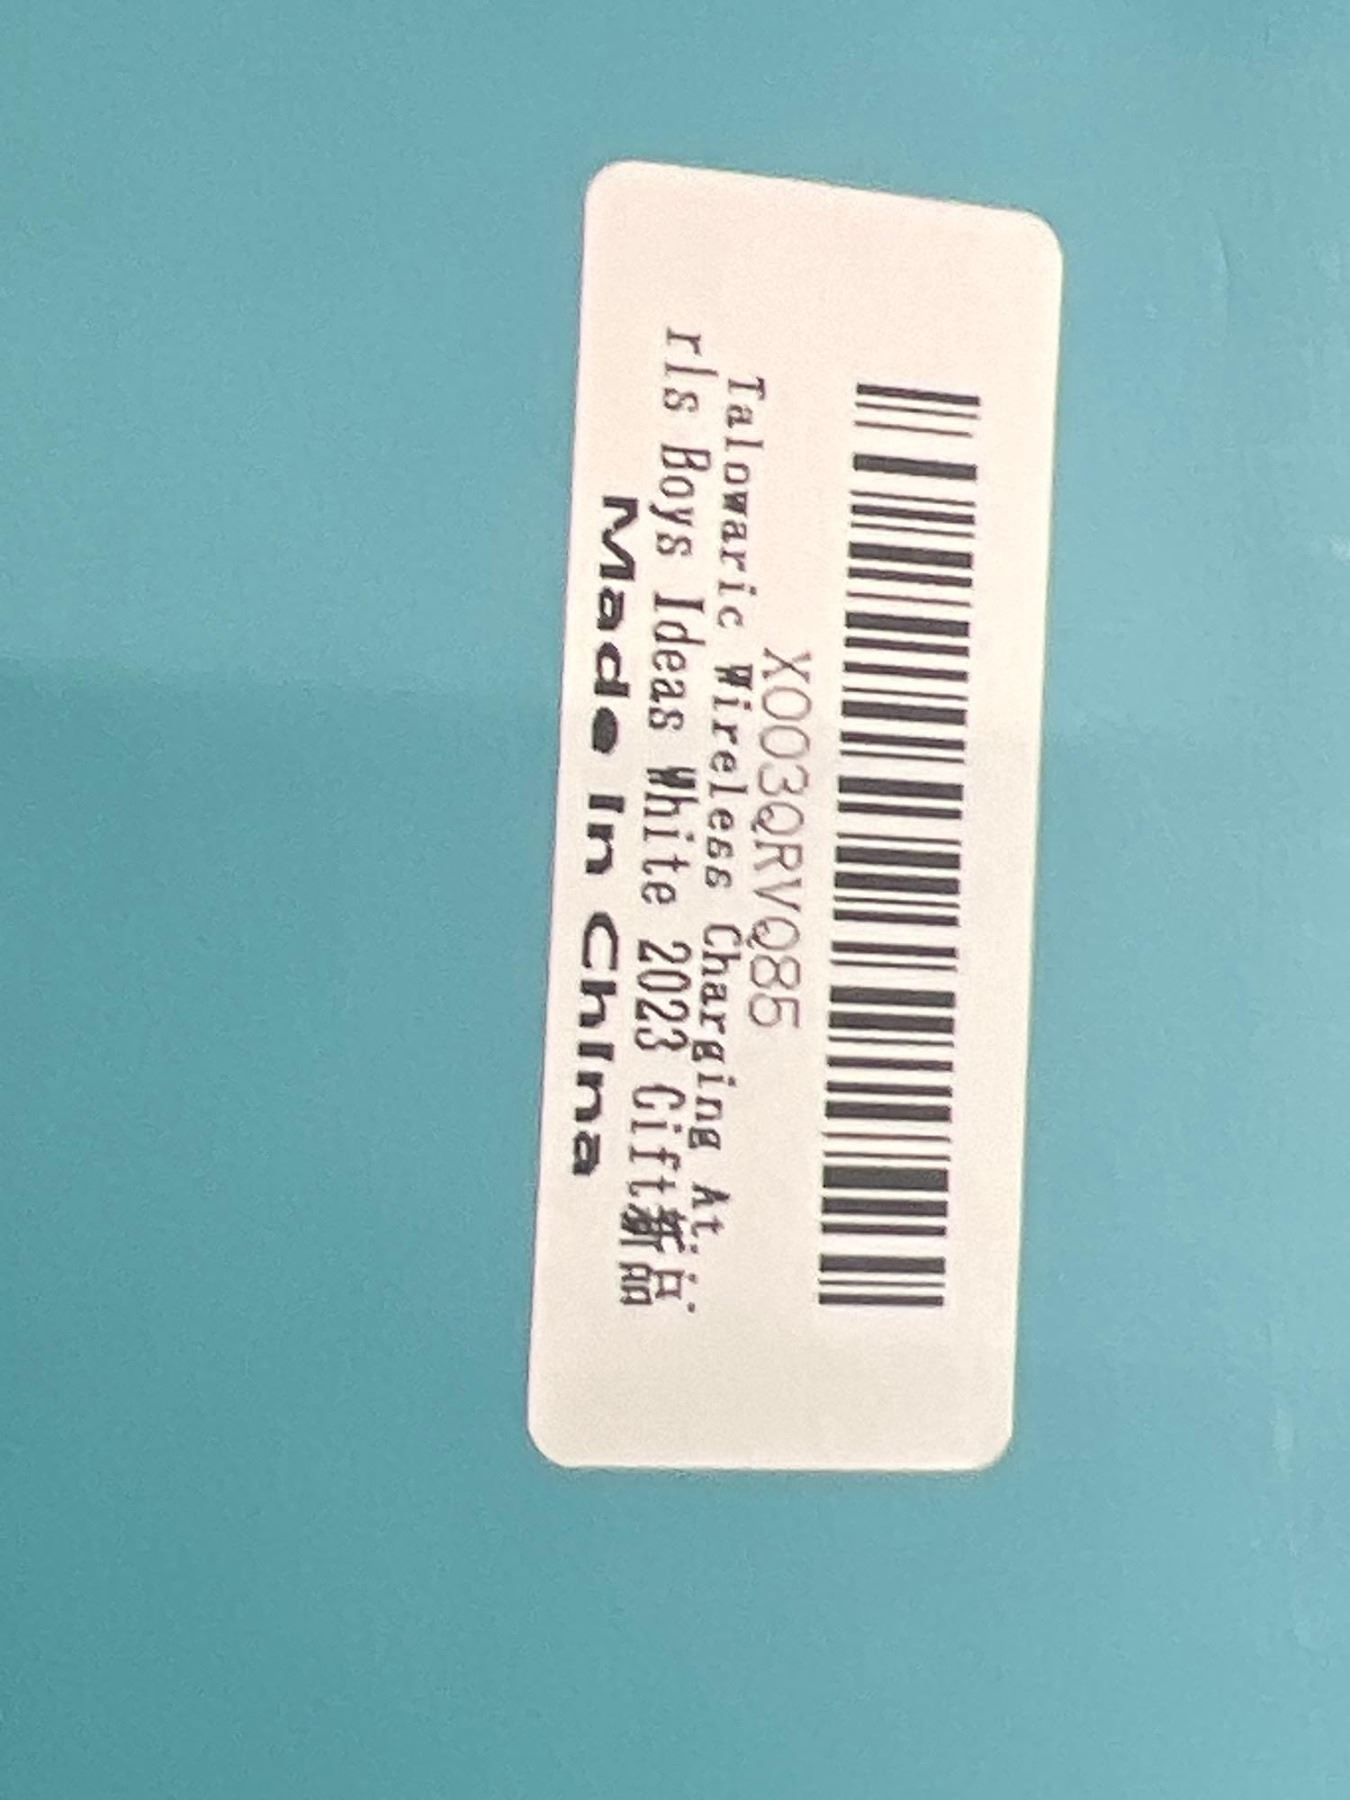 X003QRVQ85
Talowaric Wireless Charging At
rls Boys Ideas White 2023 Gift新品
Made In China